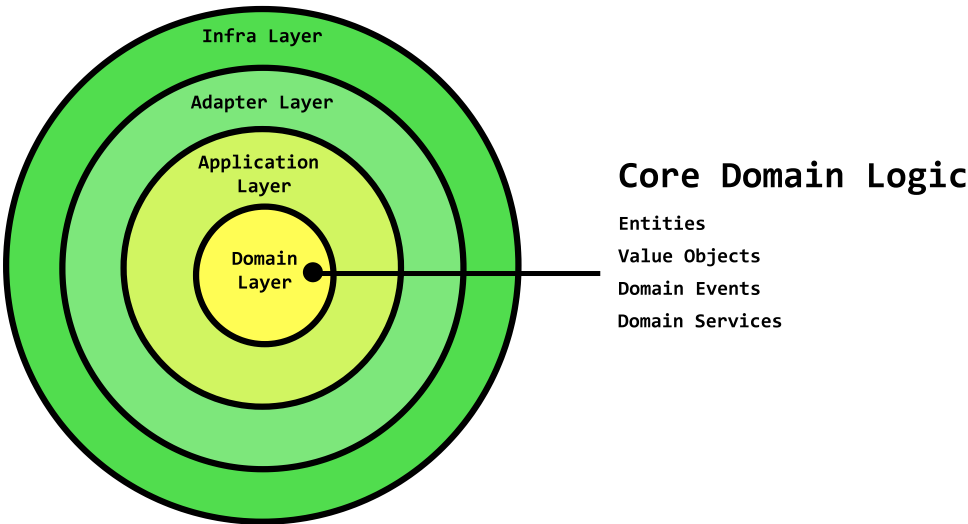 Infra Layer
Adapter Layer
Application
Layer
Domain
Layer
Core Domain Logic
Entities
Value Objects
Domain Events
Domain Services